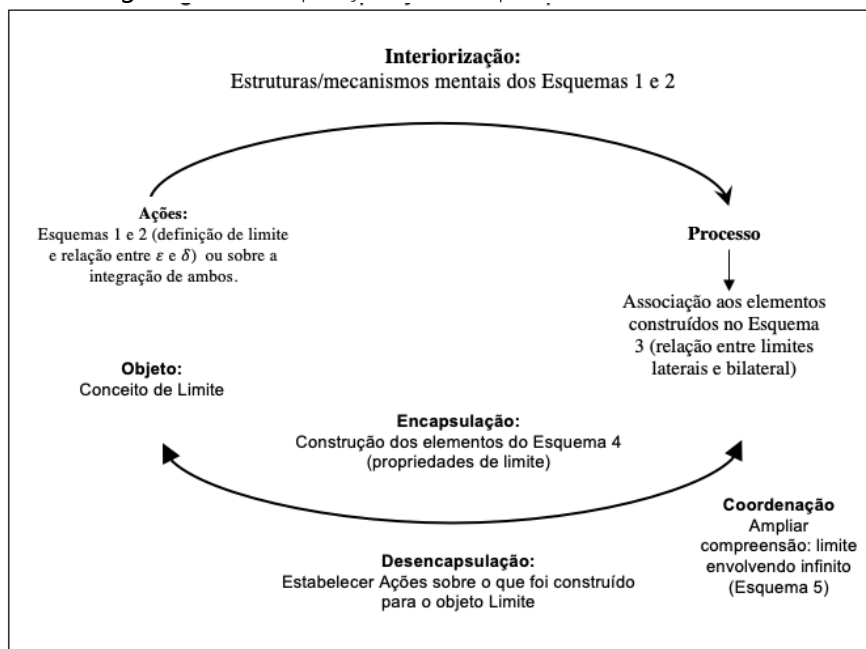 Interiorização:
Estruturas/mecanismos mentais dos Esquemas 1 e 2
Ações:
Esquemas 1 e 2 (definição de limite
e relação entre ε e δ) ou sobre a
integração de ambos.
Processo
Associação aos elementos
construídos no Esquema
3 (relação entre limites
laterais e bilateral)
Objeto:
Conceito de Limite
Encapsulação:
Construção dos elementos do Esquema 4
(propriedades de limite)
Coordenação
Ampliar
compreensão: limite
envolvendo infinito
(Esquema 5)
Desencapsulação:
Estabelecer Ações sobre o que foi construído
para o objeto Limite